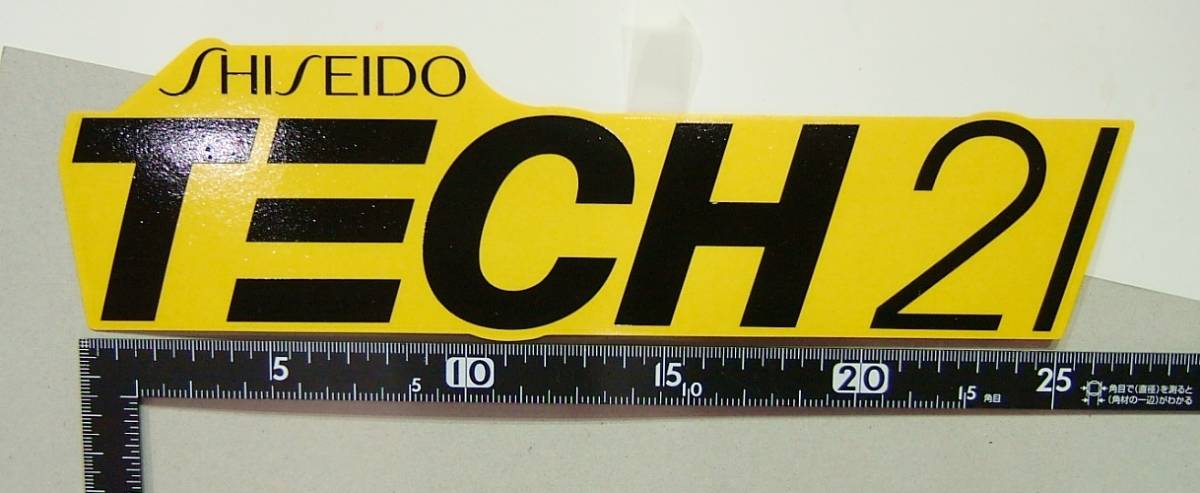 SHISEIDO
TECH 21
5 10 15 20 25
5 10 15 角目
角目で(直径)を測ると
(角材の一辺)がわかる